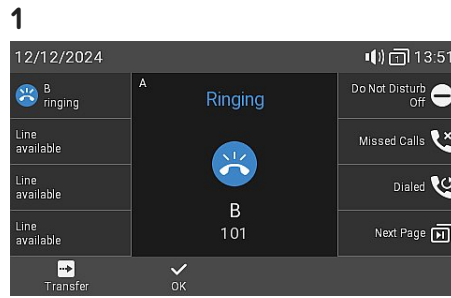 1
12/12/2024
1 13:51
B
ringing
Line
available
Line
available
Line
available
A
Ringing
B
101
Do Not Disturb
Off
Missed Calls
Dialed
Next Page
Transfer
OK